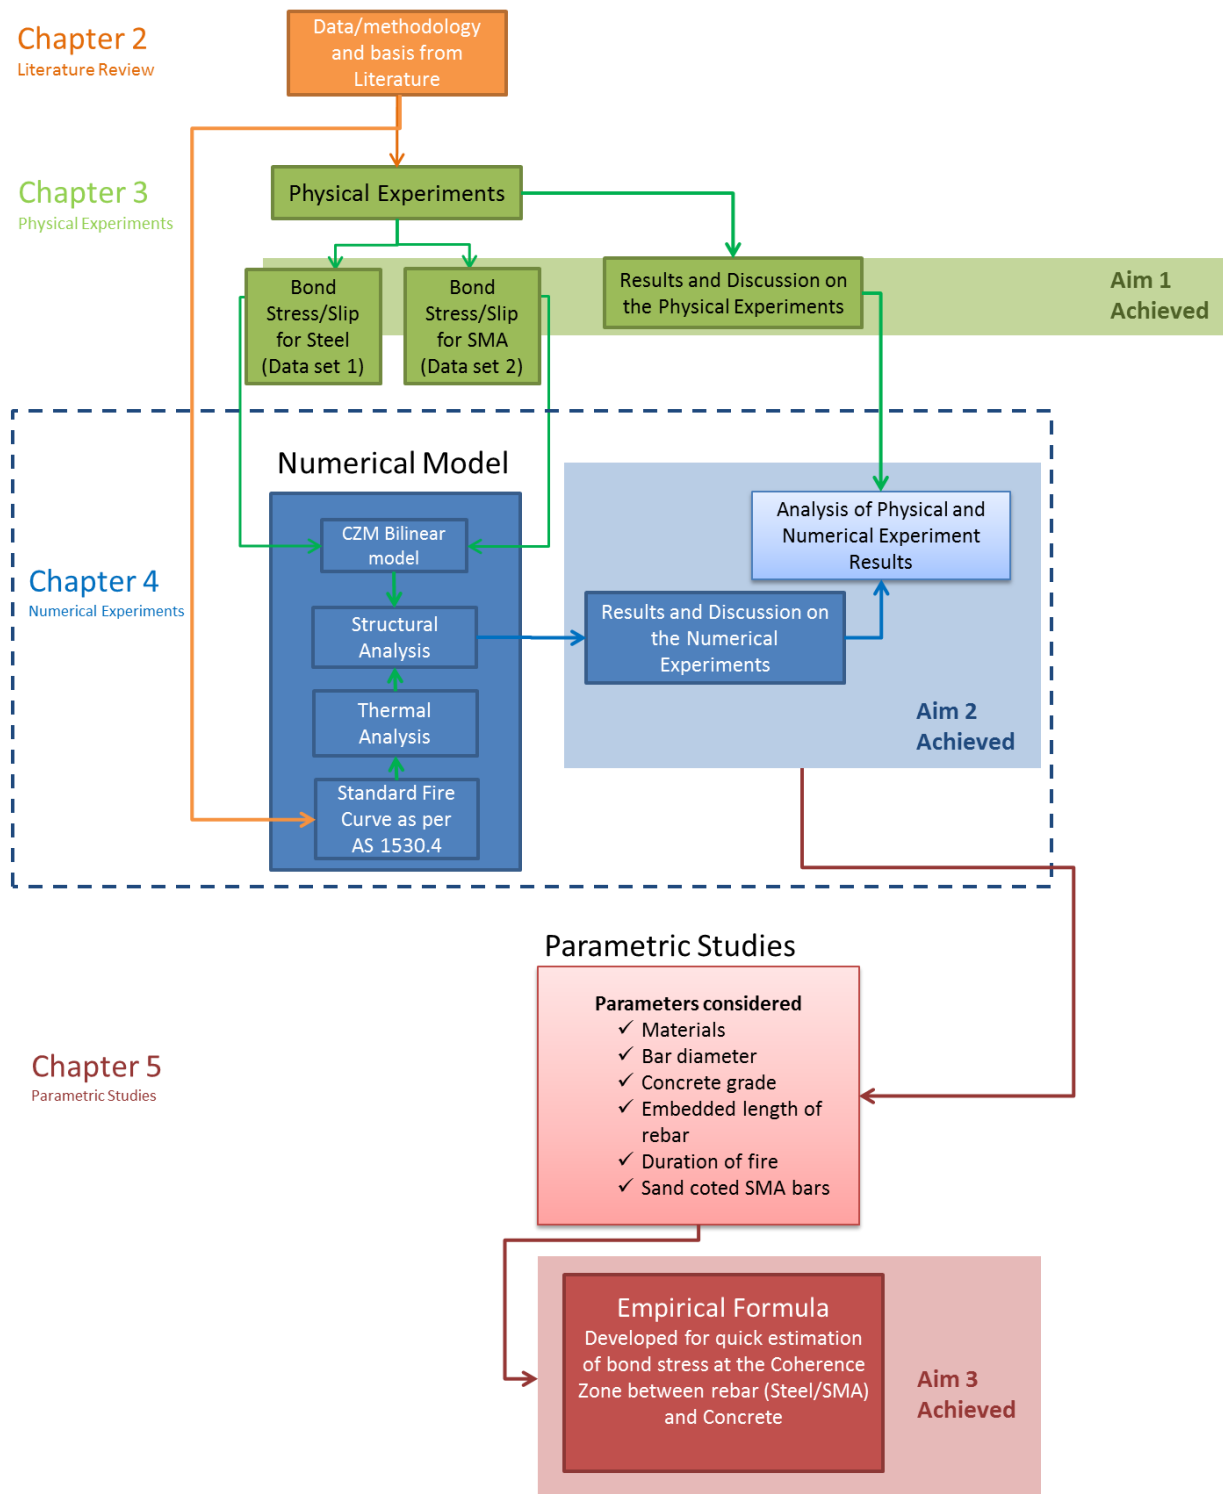 Chapter 2
Literature Review
Data/methodology
and basis from
Literature
Chapter 3
Physical Experiments
Physical Experiments
Bond
Stress/Slip
for Steel
(Data set 1)
Bond
Stress/Slip
for SMA
(Data set 2)
Results and Discussion on
the Physical Experiments
Aim 1
Achieved
Chapter 4
Numerical Experiments
Numerical Model
CZM Bilinear
model
Structural
Analysis
Thermal
Analysis
Standard Fire
Curve as per
AS 1530.4
Analysis of Physical and
Numerical Experiment
Results
Results and Discussion on
the Numerical
Experiments
Aim 2
Achieved
Chapter 5
Parametric Studies
Parametric Studies
Parameters considered
✓ Materials
✓ Bar diameter
✓ Concrete grade
✓ Embedded length of
rebar
✓ Duration of fire
✓ Sand coted SMA bars
Empirical Formula
Developed for quick estimation
of bond stress at the Coherence
Zone between rebar (Steel/SMA)
and Concrete
Aim 3
Achieved